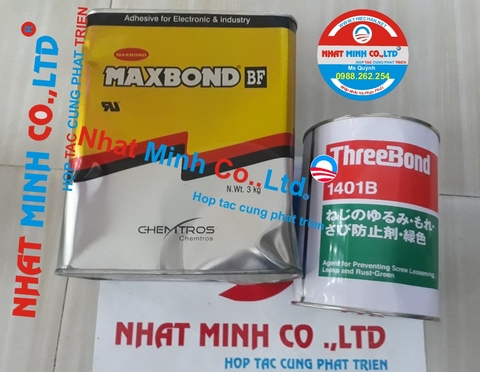 Adhesive for Electronic & industry
MAXBOND
MAXBOND® BF
N.Wt. 3 kg
CHEMTROS
Chemtros
ThreeBond
1401B
ねじのゆるみ・もれ・
さび防止剤・緑色
Agent for Preventing Screw Loosening,
Leaks and Rust-Green
NHAT MINH CO.,LTD®
HOP TAC CUNG PHAT TRIEN
Nhat Minh Co.,Ltd.
Hop tac cung phat trien
NHAT MINH CO.,LTD
HOP TAC CUNG PHAT TRIEN
NHAT MINH CO.,LTD
HOP TAC CUNG PHAT TRIEN
Ms Quỳnh
0988.262.254